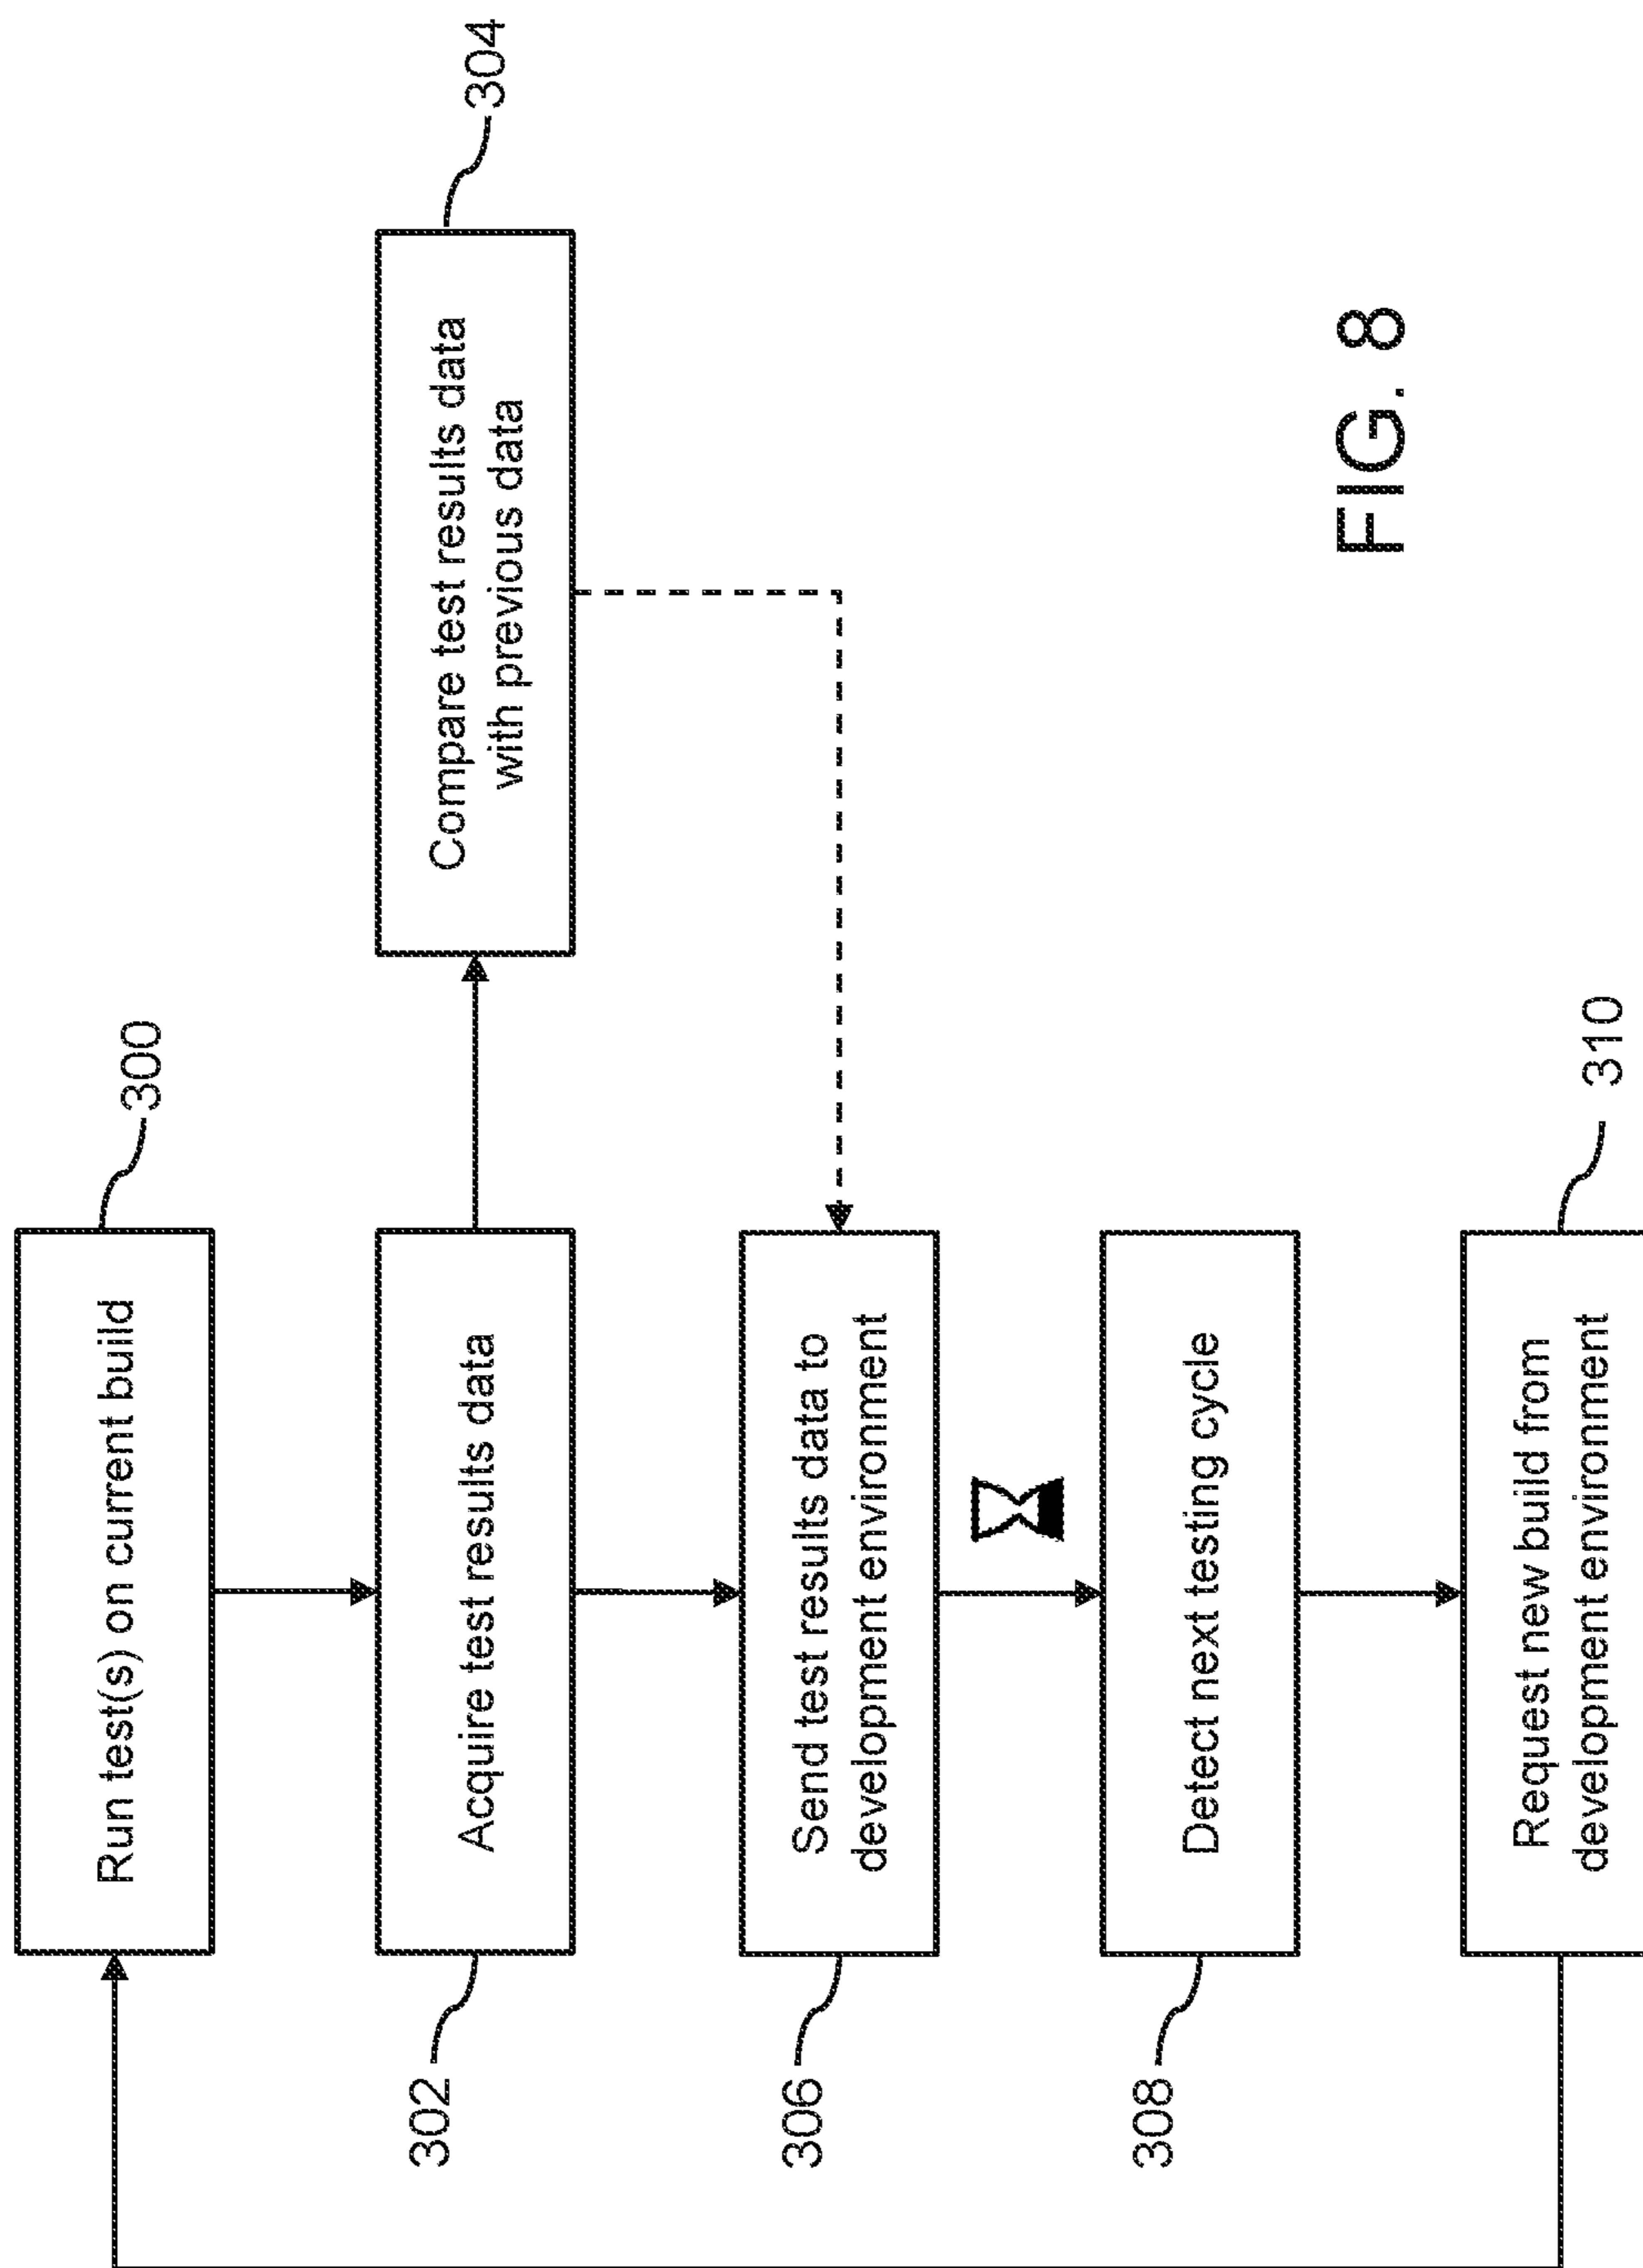 Run test(s) on current build
300
302
Acquire test results data
Compare test results data
with previous data
304
306
Send test results data to
development environment
308
Detect next testing cycle
Request new build from
development environment
310
FIG. 8